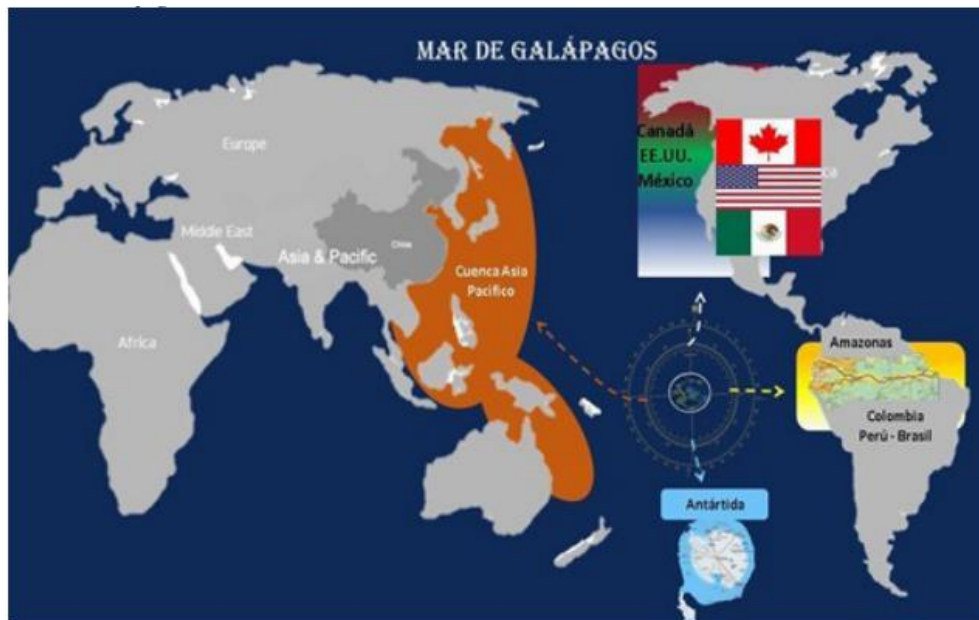 MAR DE GALÁPAGOS
Canadá
EE.UU.
México
Europe
Middle East
Asia & Pacific
China
Cuenca Asia
Pacífico
Africa
Amazonas
Colombia
Perú - Brasil
Antártida